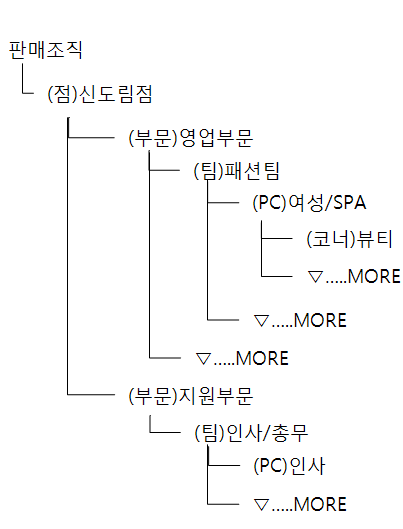 판매조직
(점)신도림점
(부문)영업부문
(팀)패션팀
(PC)여성/SPA
(코너)뷰티
▽.....MORE
▽.....MORE
▽.....MORE
(부문)지원부문
(팀)인사/총무
(PC)인사
▽.....MORE